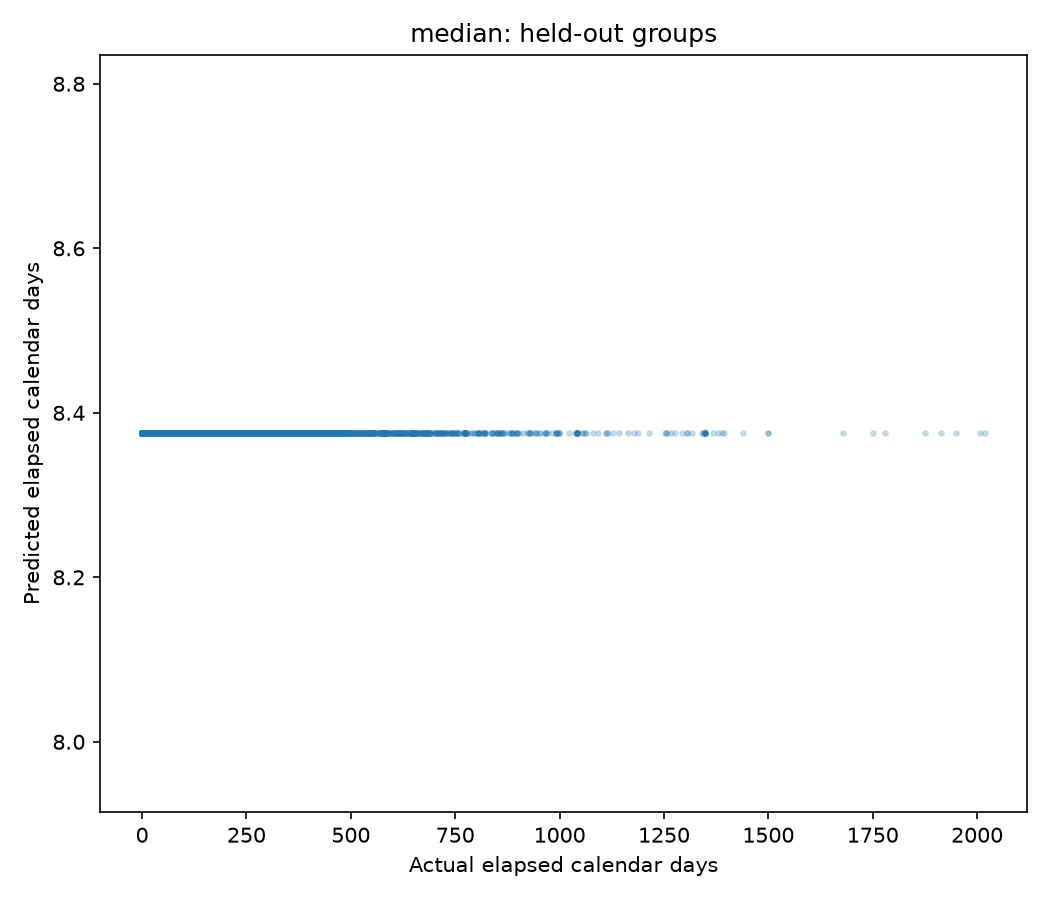 median: held-out groups
8.8
8.6
8.4
8.2
8.0
Predicted elapsed calendar days
0 250 500 750 1000 1250 1500 1750 2000
Actual elapsed calendar days